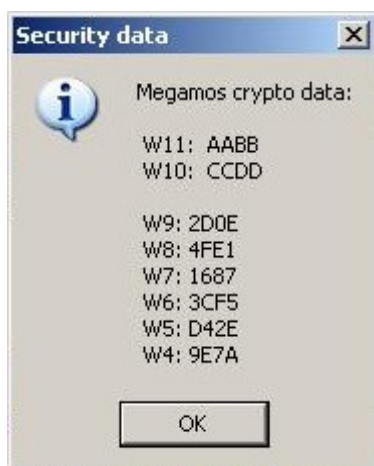 Security data
Megamos crypto data:
W11: AABB
W10: CCDD
W9: 2D0E
W8: 4FE1
W7: 1687
W6: 3CF5
W5: D42E
W4: 9E7A
OK